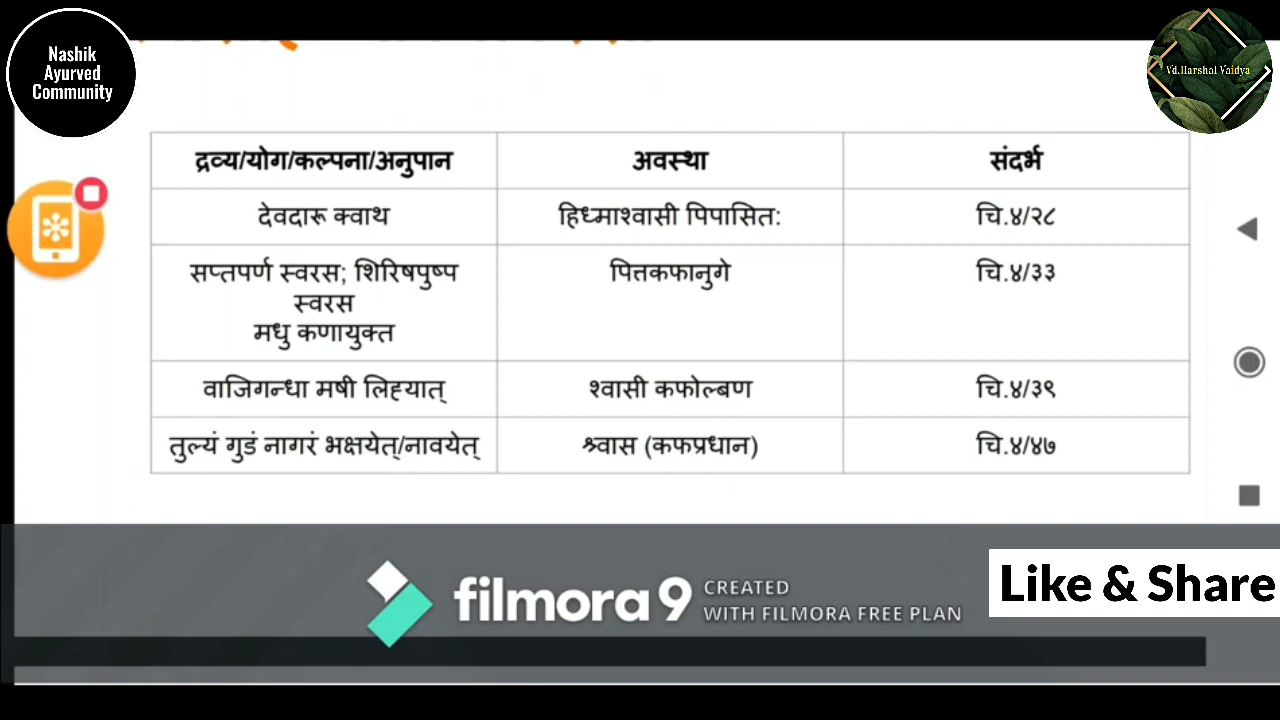 Nashik
Ayurved
Community
Vd.Harshal Vaidya
द्रव्य/योग/कल्पना/अनुपान अवस्था संदर्भ
देवदारू क्वाथ हिध्माश्वासी पिपासित: चि.४/२८
सप्तपर्ण स्वरस; शिरिषपुष्प पित्तकफानुगे चि.४/३३
स्वरस
मधु कणायुक्त
वाजिगन्धा मषी लिह्यात् श्वासी कफोल्बण चि.४/३९
तुल्यं गुडं नागरं भक्षयेत्/नावयेत् श्र्वास (कफप्रधान) चि.४/४७
filmora 9 CREATED
WITH FILMORA FREE PLAN
Like & Share